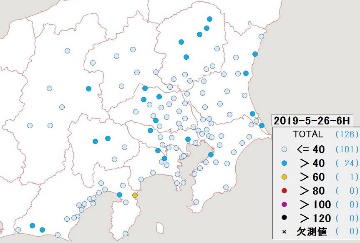 2019-5-26-6H
TOTAL (126)
<= 40 (101)
> 40 ( 24)
> 60 ( 1)
> 80 ( 0)
> 100 ( 0)
> 120 ( 0)
× 欠測値 ( 0)